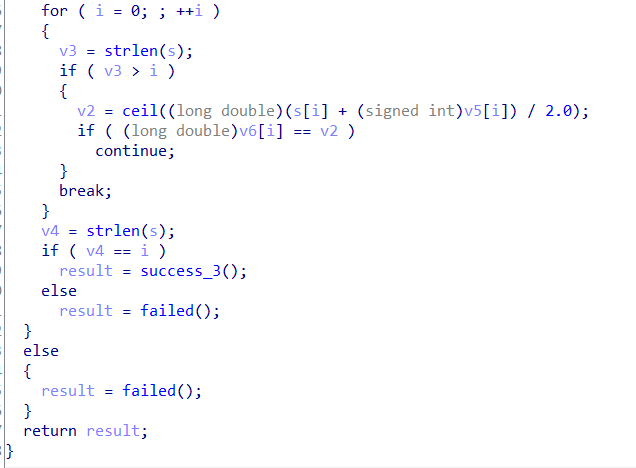 for ( i = 0; ; ++i )
{
v3 = strlen(s);
if ( v3 > i )
{
v2 = ceil((long double)(s[i] + (signed int)v5[i]) / 2.0);
if ( (long double)v6[i] == v2 )
continue;
}
break;
}
v4 = strlen(s);
if ( v4 == i )
result = success_3();
else
result = failed();
}
else
{
result = failed();
}
return result;
}